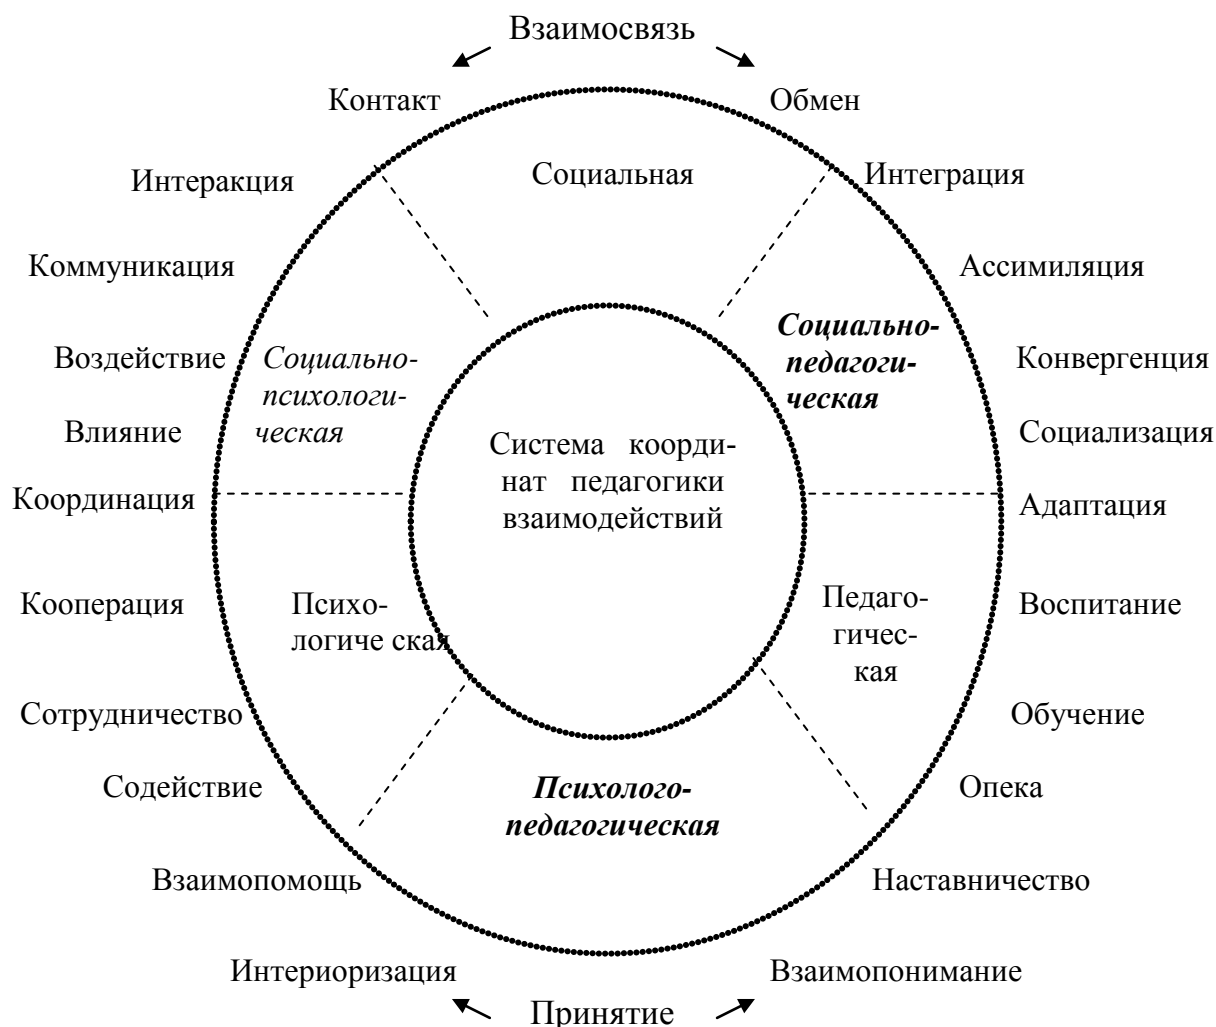 Взаимосвязь
Контакт
Обмен
Интеракция
Социальная
Интеграция
Коммуникация
Ассимиляция
Воздействие
Социально-
психологи-
ческая
Социально-
педагоги-
ческая
Конвергенция
Влияние
Социализация
Система коорди-
нат педагогики
взаимодействий
Координация
Адаптация
Кооперация
Психо-
логиче ская
Педаго-
гичес-
кая
Воспитание
Сотрудничество
Обучение
Содействие
Психолого-
педагогическая
Опека
Взаимопомощь
Наставничество
Интериоризация
Взаимопонимание
Принятие